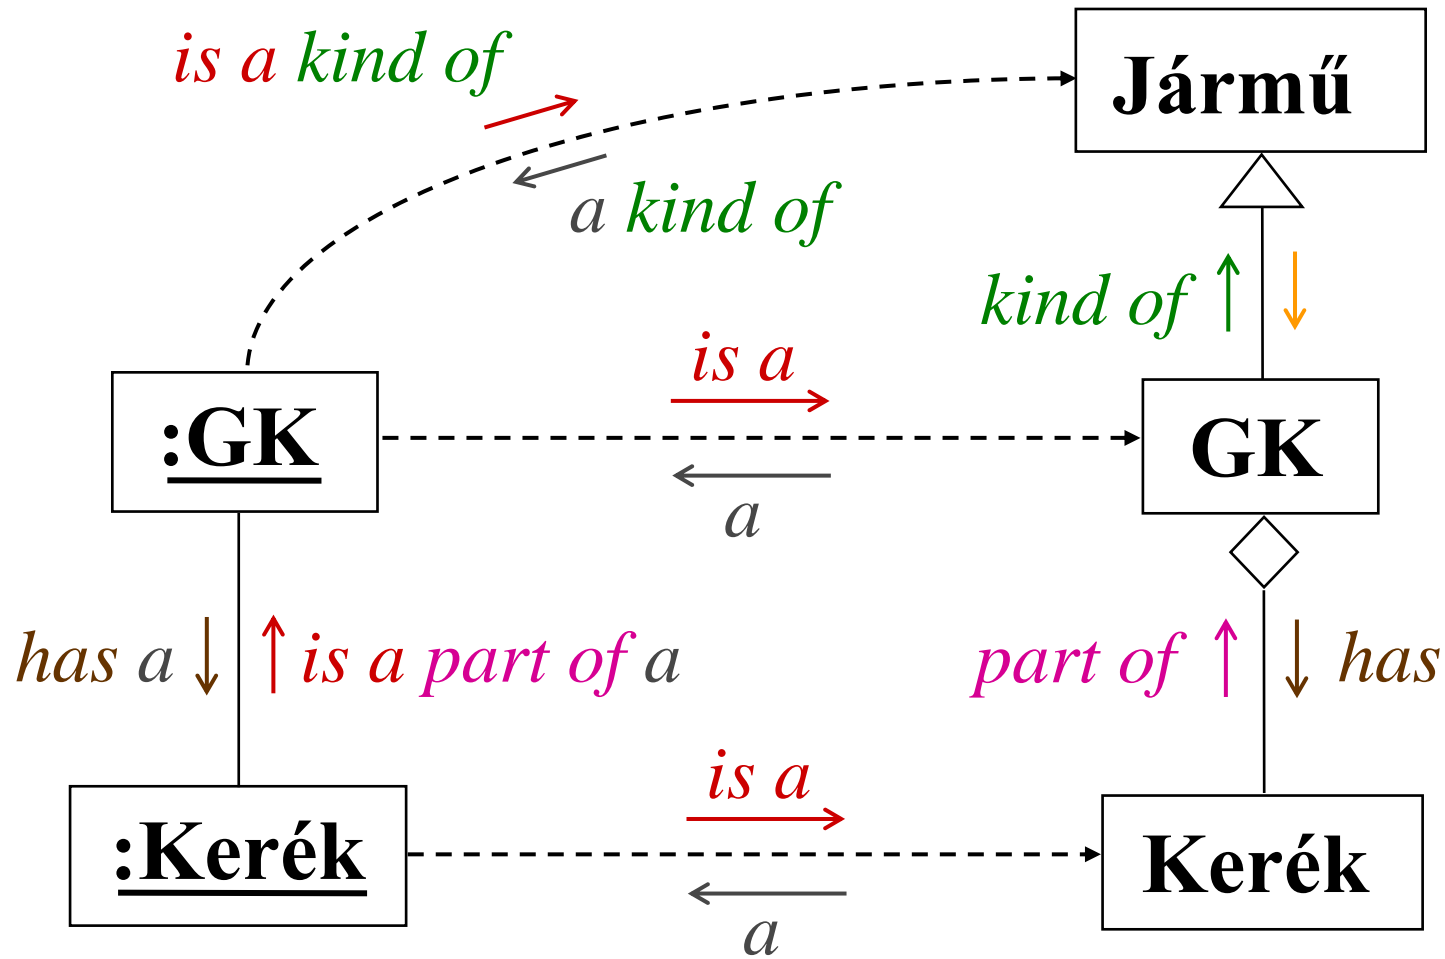 is a kind of
Jármű
a kind of
kind of
is a
:GK
GK
a
has a
is a part of a
part of
has
is a
:Kerék
Kerék
a